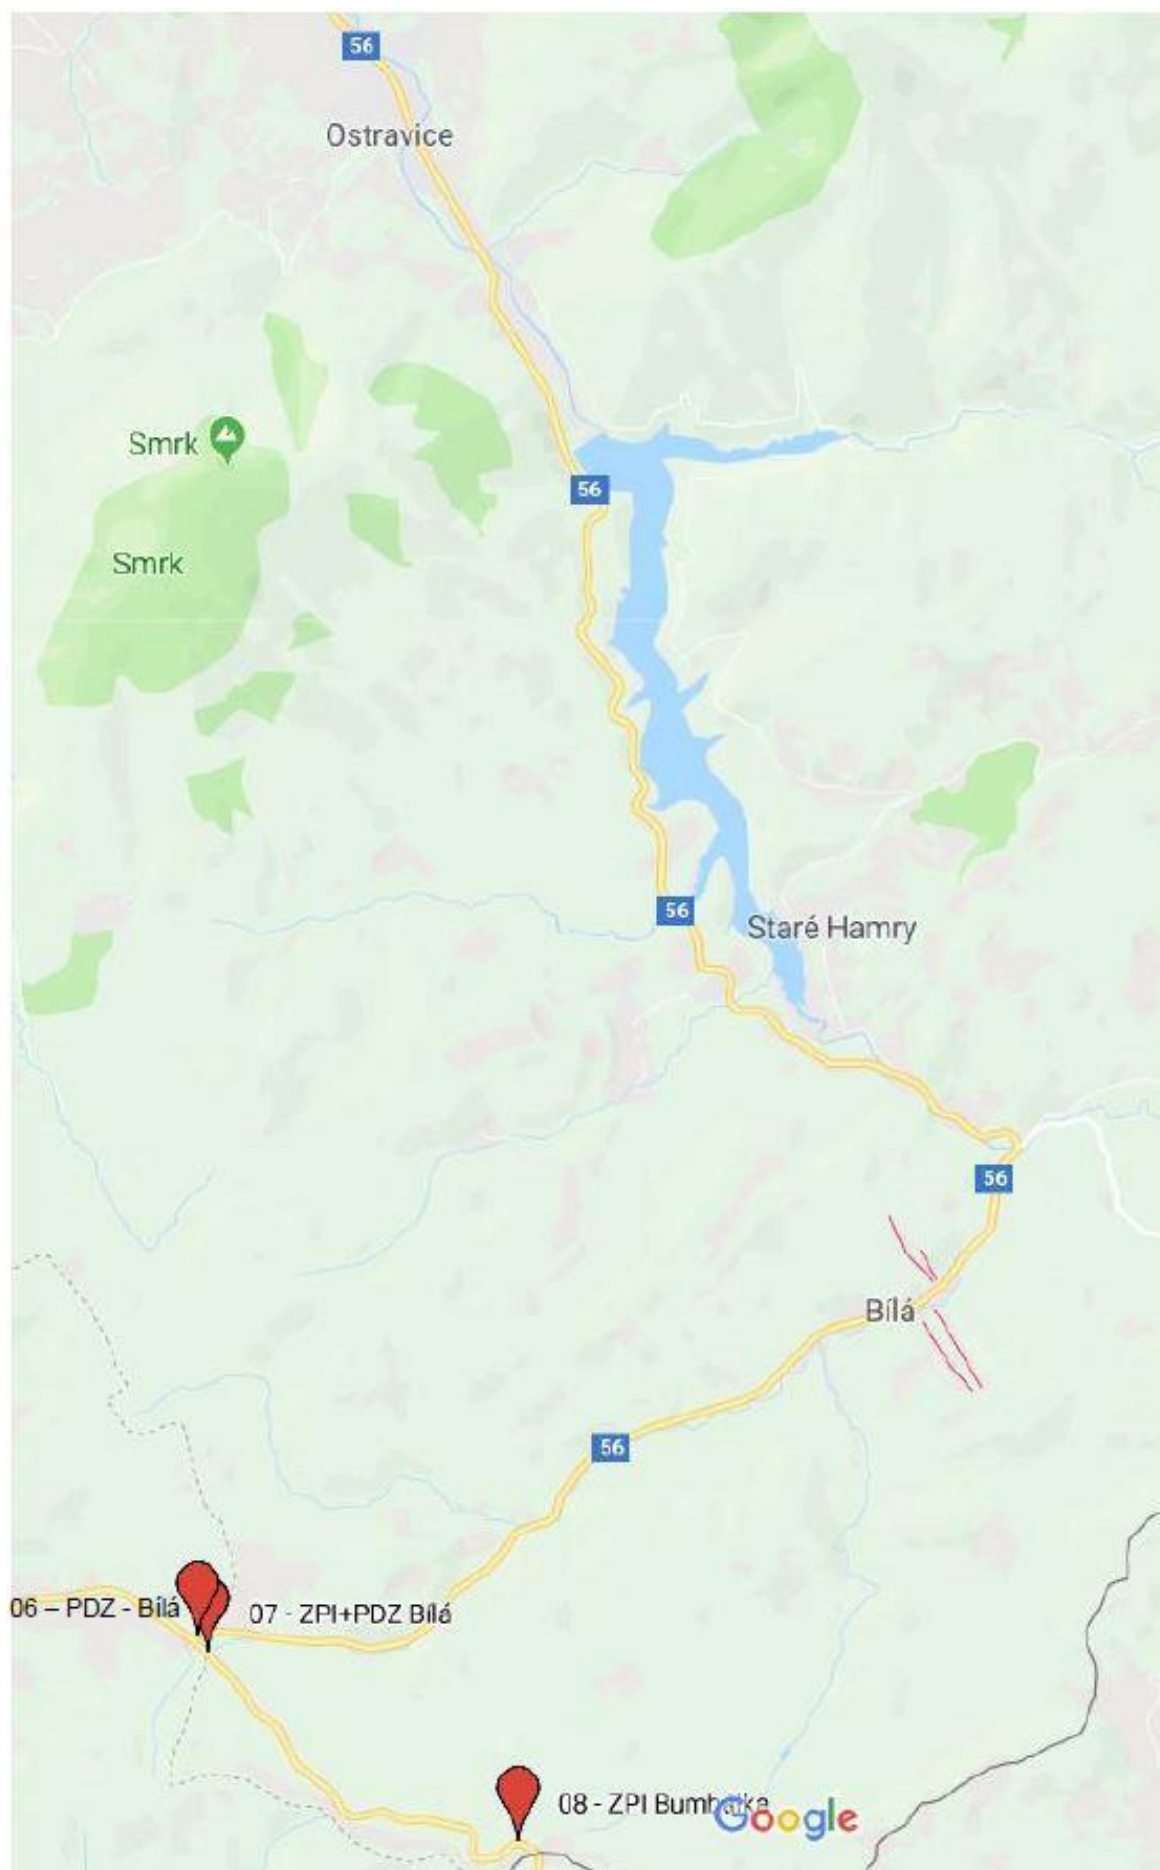 56
Ostravice
Smrk
56
Smrk
56
Staré Hamry
56
Bílá
56
06 – PDZ - Bílá
07 - ZPI+PDZ Bílá
08 - ZPI
Google